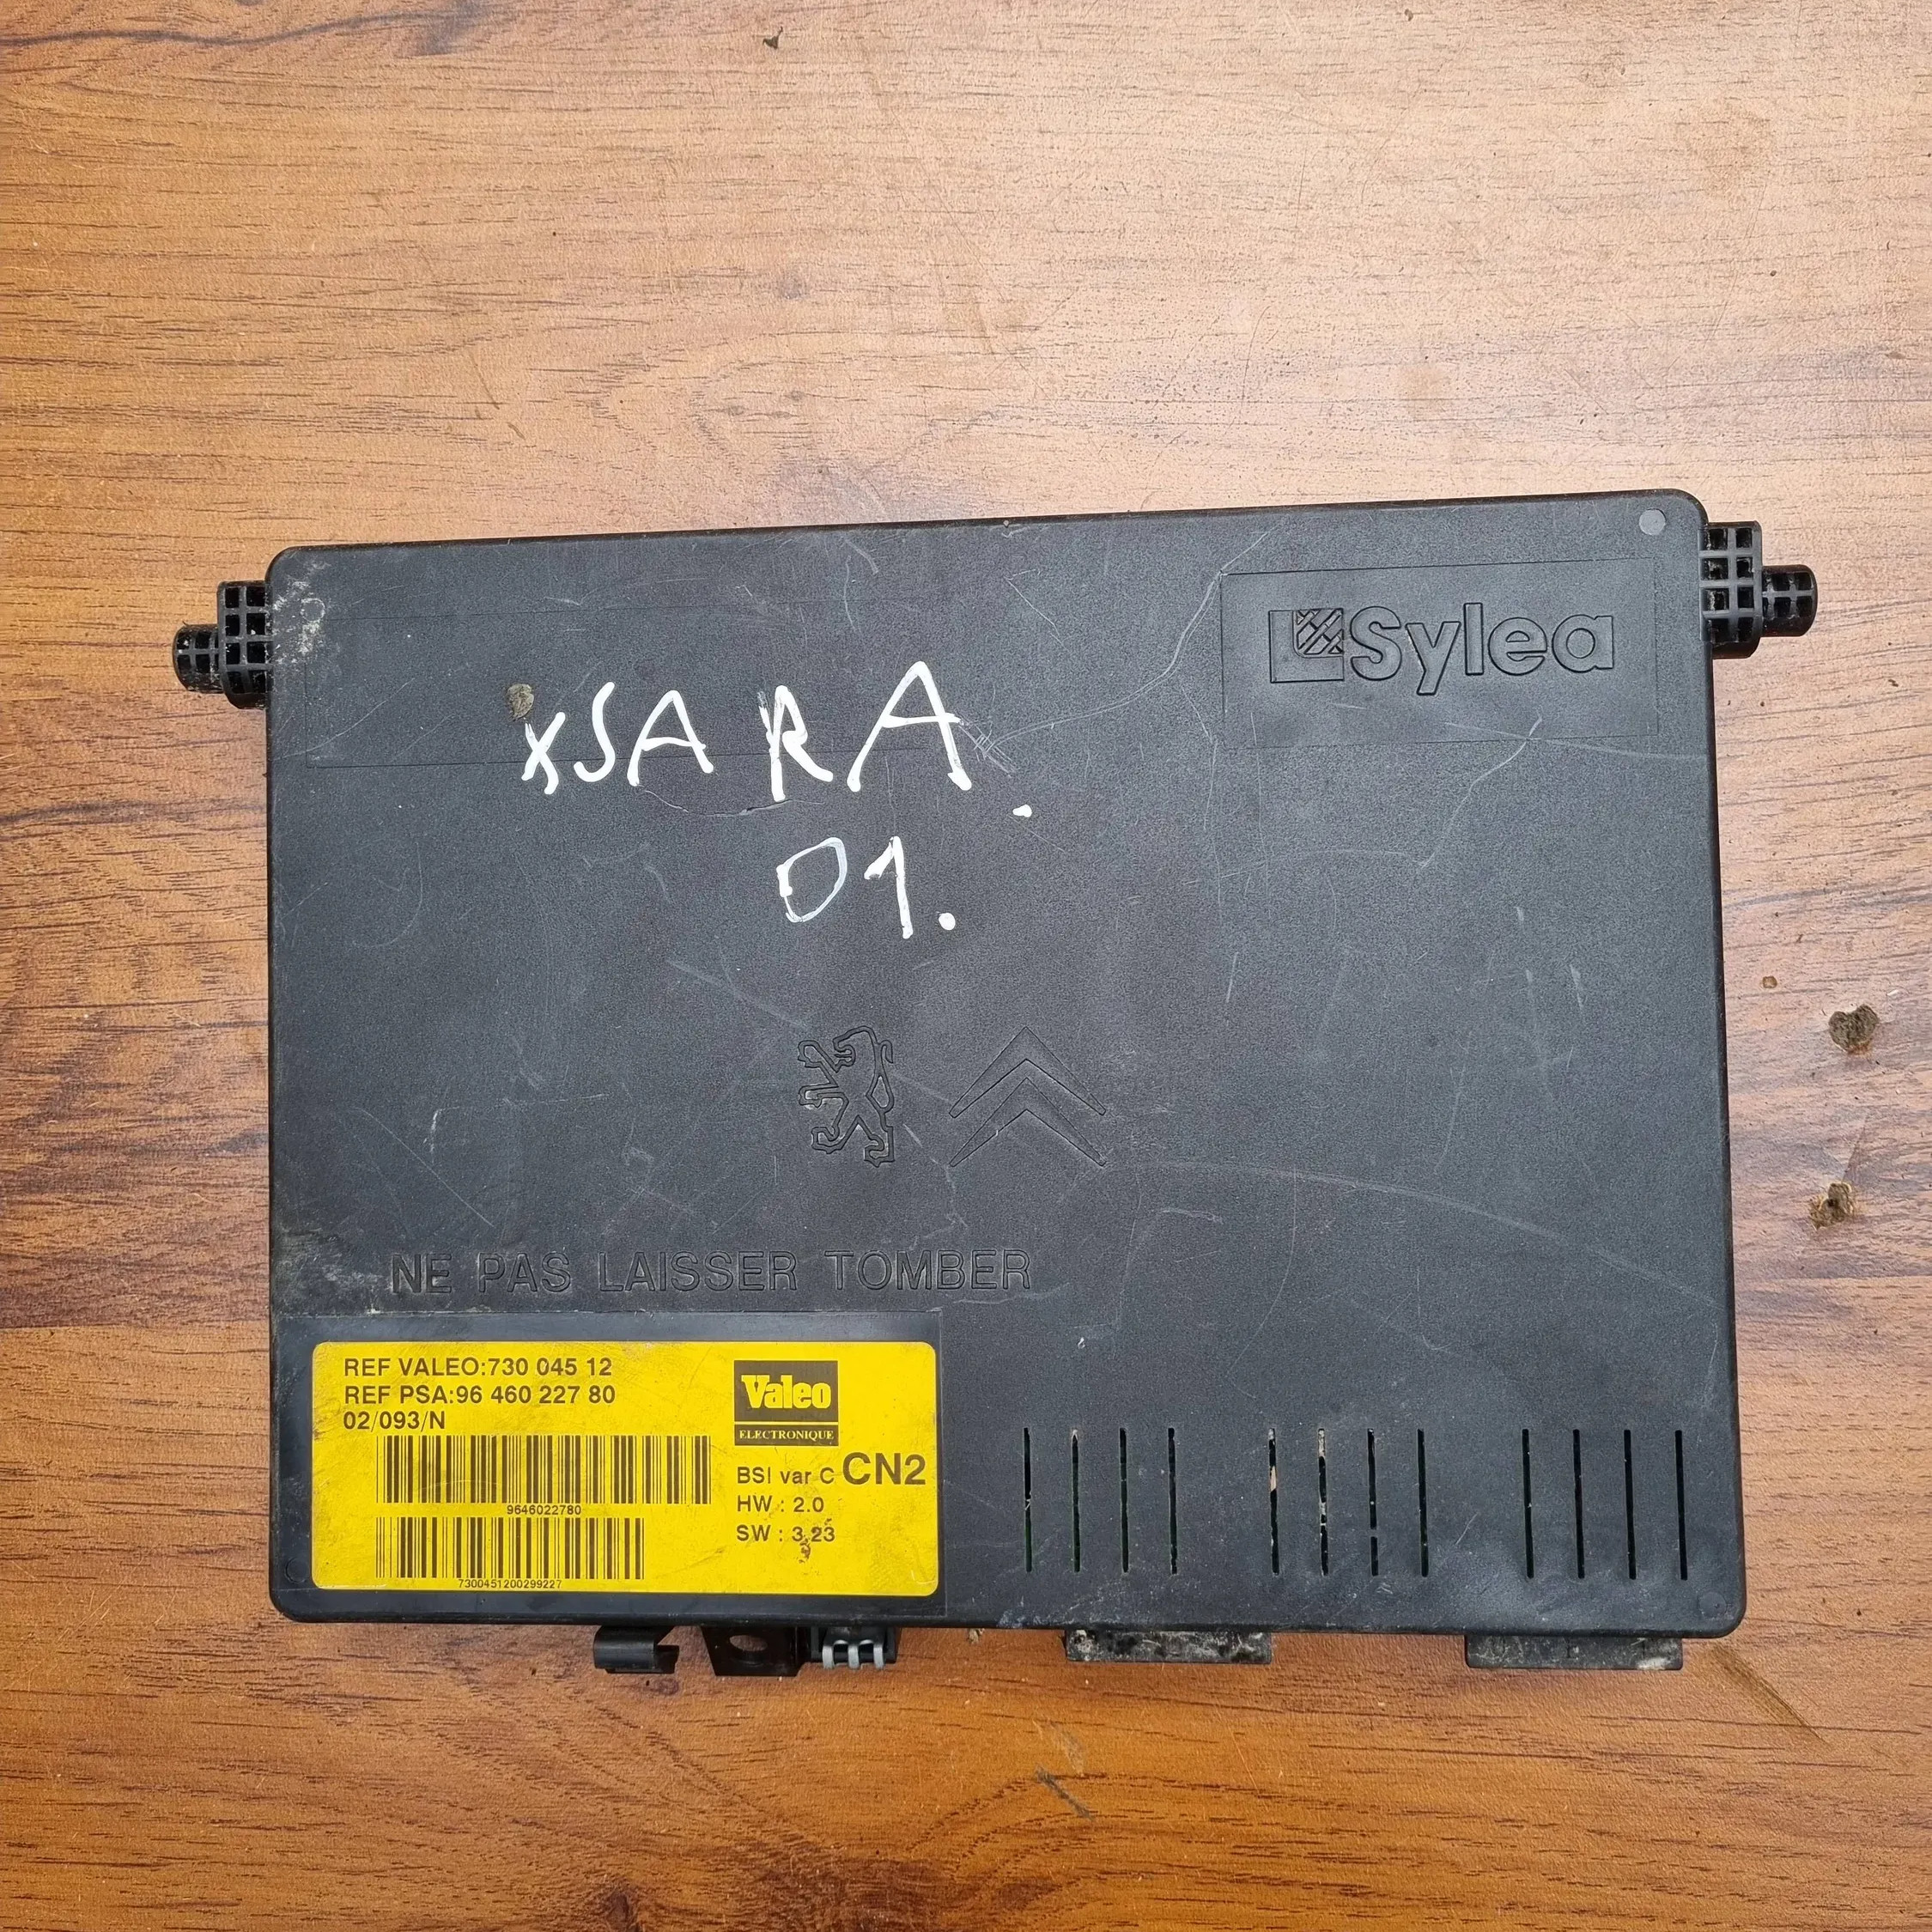 Sylea
XSARA.
01.
NE PAS LAISSER TOMBER
REF VALEO:730 045 12
REF PSA:96 460 227 80
02/093/N
9646022780
7300451200299227
Valeo
ELECTRONIQUE
BSI var C CN2
HW : 2.0
SW : 3.23